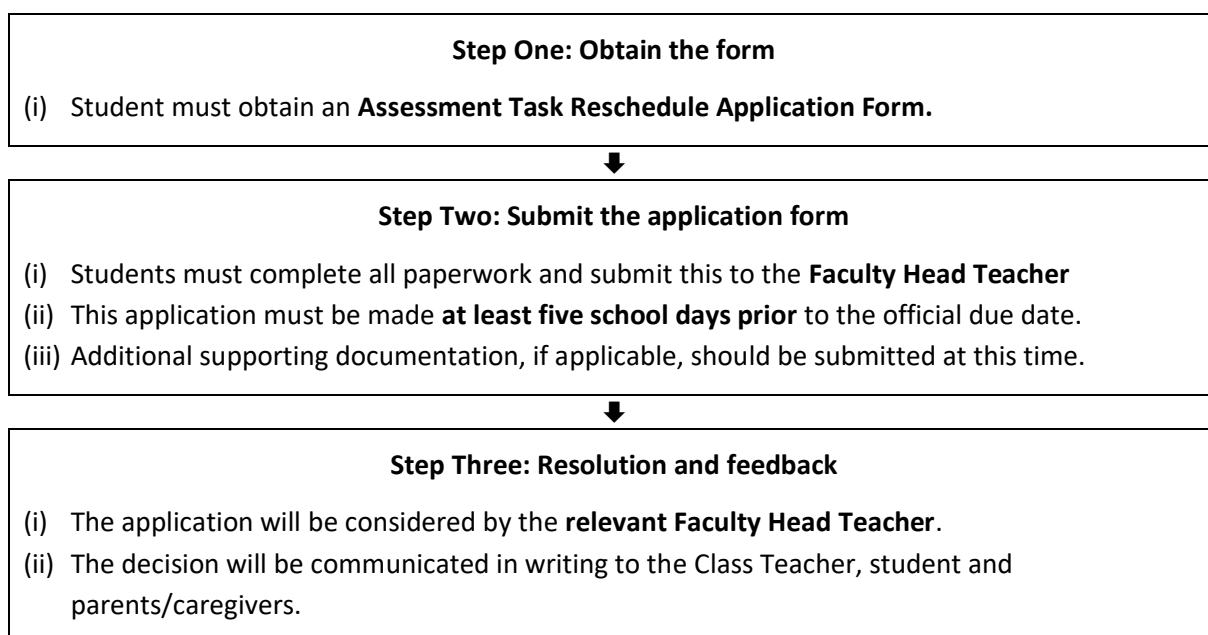 Step One: Obtain the form
(i) Student must obtain an Assessment Task Reschedule Application Form.
Step Two: Submit the application form
(i) Students must complete all paperwork and submit this to the Faculty Head Teacher
(ii) This application must be made at least five school days prior to the official due date.
(iii) Additional supporting documentation, if applicable, should be submitted at this time.
Step Three: Resolution and feedback
(i) The application will be considered by the relevant Faculty Head Teacher.
(ii) The decision will be communicated in writing to the Class Teacher, student and
parents/caregivers.